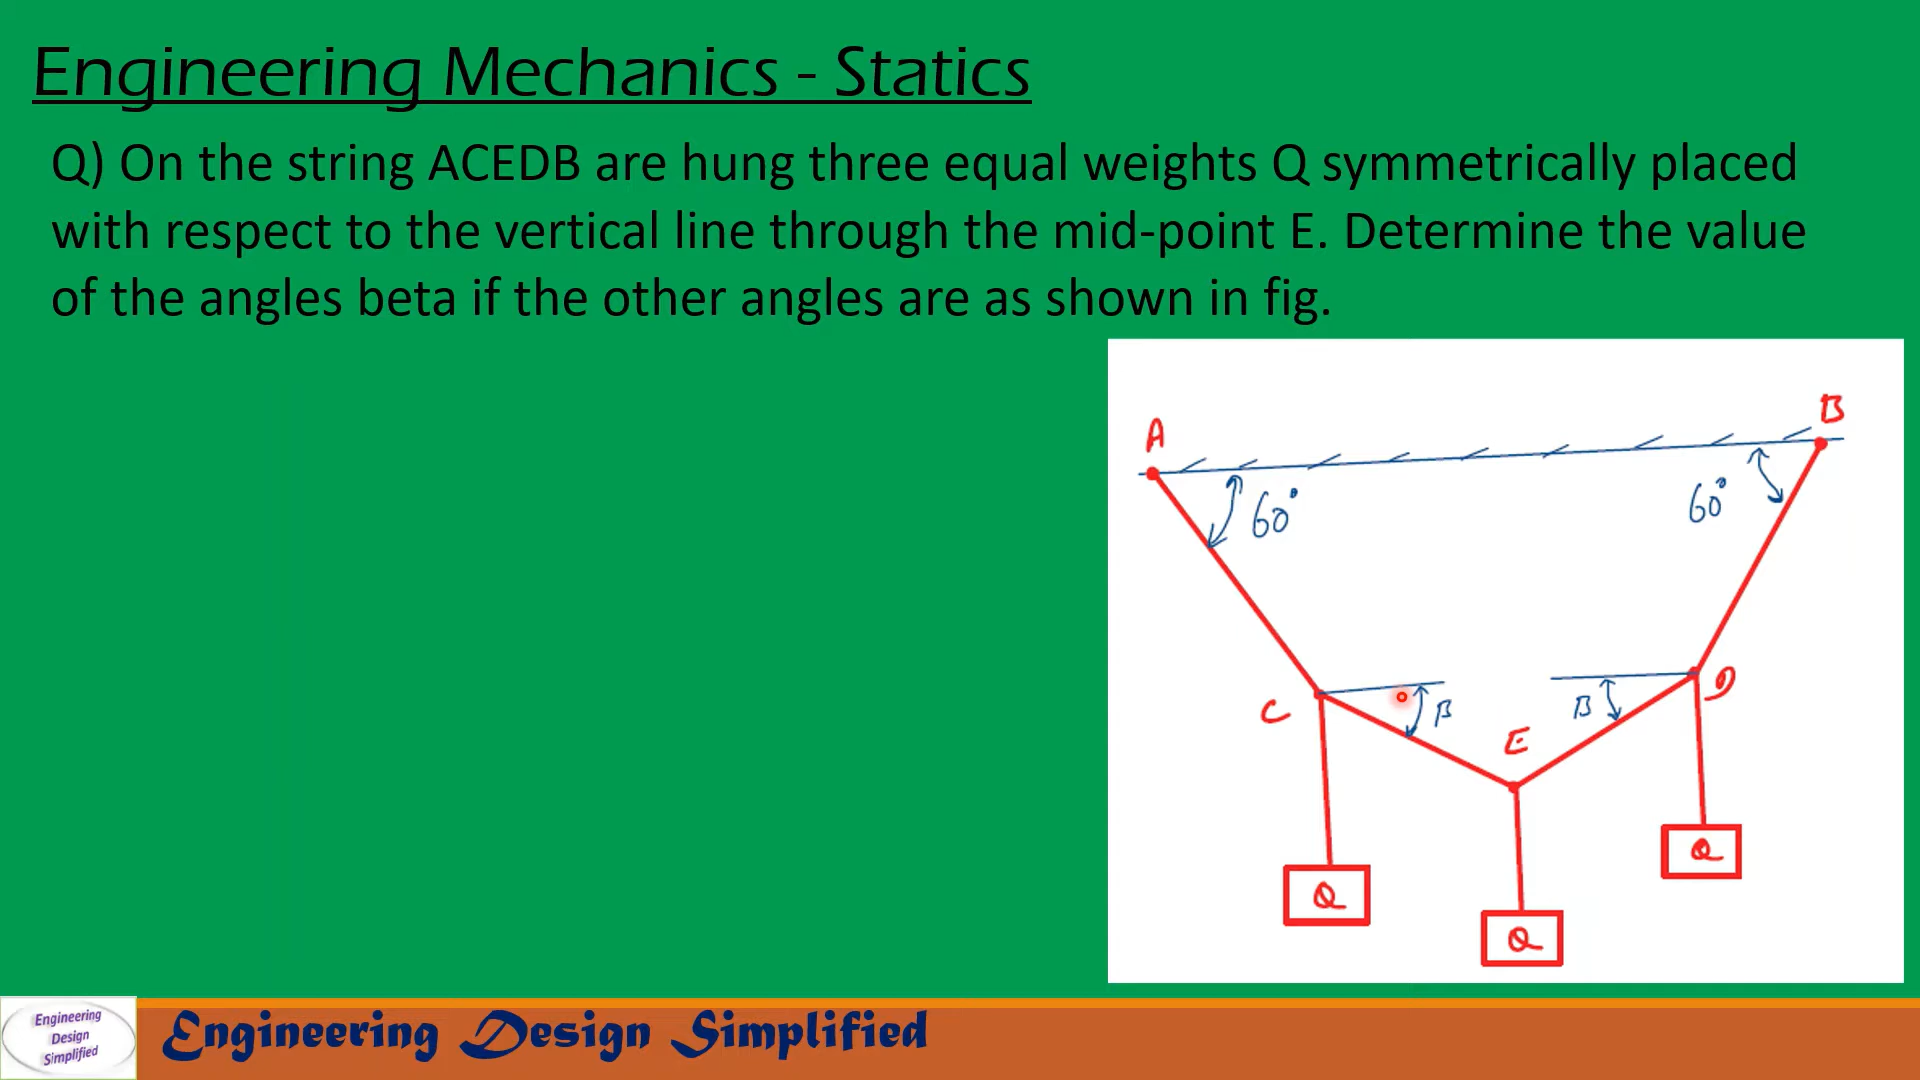 Engineering Mechanics - Statics
Q) On the string ACEDB are hung three equal weights Q symmetrically placed
with respect to the vertical line through the mid-point E. Determine the value
of the angles beta if the other angles are as shown in fig.
A
B
60°
60°
C
β
E
β
D
Q
Q
Q
Engineering
Design
Simplified
Engineering Design Simplified